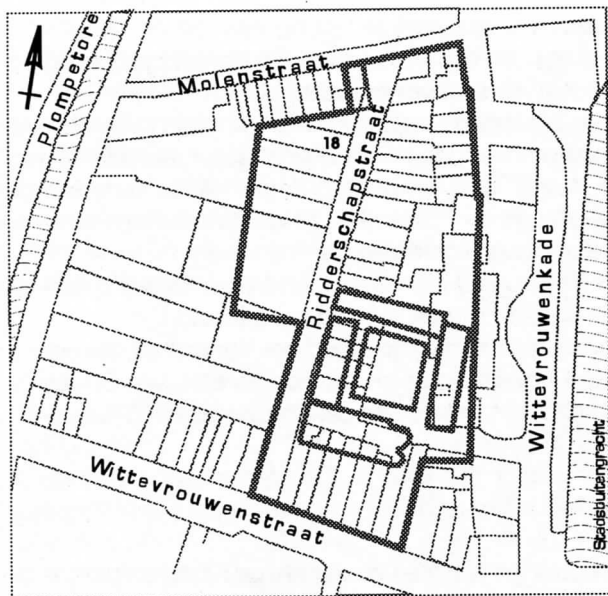 Plompetore
Molenstraat
18
Ridderschapstraat
Wittevrouwenkade
Wittevrouwenstraat
Stadsbuitengracht